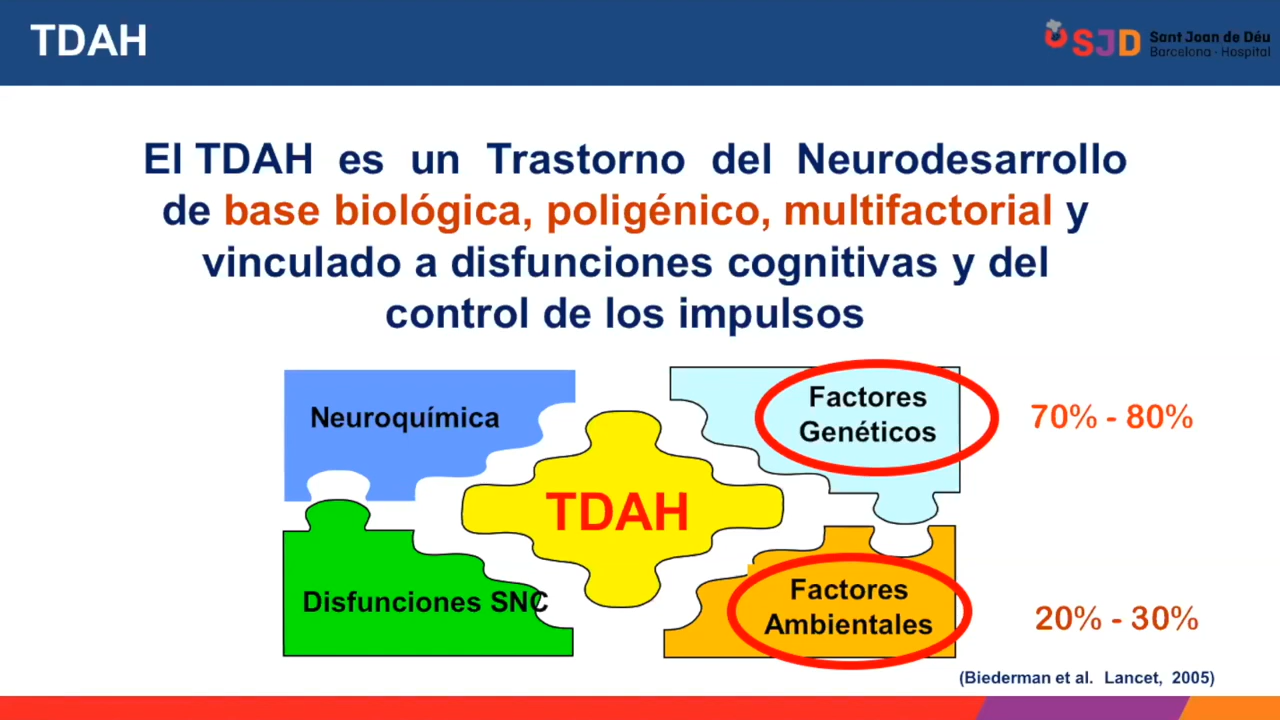 TDAH
SJD
Sant Joan de Déu
Barcelona - Hospital
El TDAH es un Trastorno del Neurodesarrollo
de base biológica, poligénico, multifactorial y
vinculado a disfunciones cognitivas y del
control de los impulsos
Neuroquímica
Factores
Genéticos
70% - 80%
TDAH
Disfunciones SNC
Factores
Ambientales
20% - 30%
(Biederman et al. Lancet, 2005)